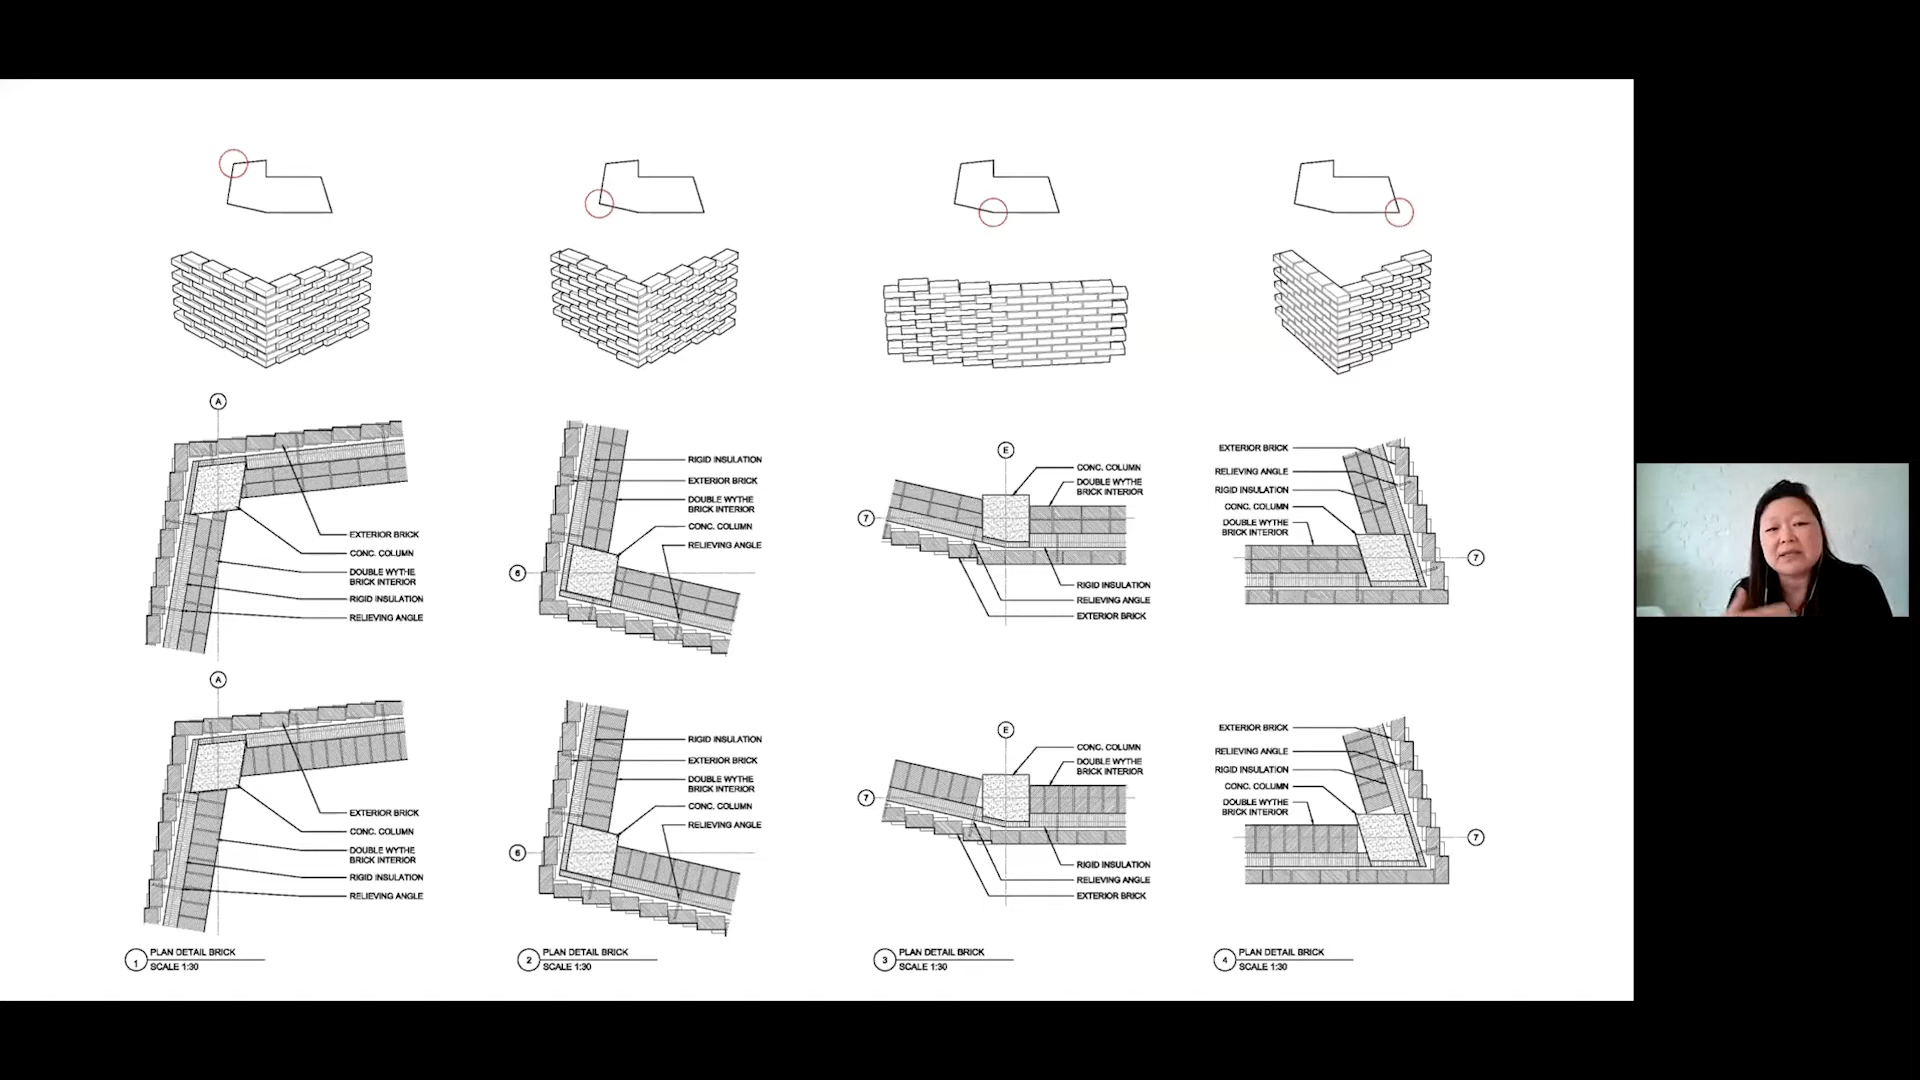 A
EXTERIOR BRICK
CONC. COLUMN
DOUBLE WYTHE
BRICK INTERIOR
RIGID INSULATION
RELIEVING ANGLE
RIGID INSULATION
EXTERIOR BRICK
DOUBLE WYTHE
BRICK INTERIOR
CONC. COLUMN
RELIEVING ANGLE
6
E
CONC. COLUMN
DOUBLE WYTHE
BRICK INTERIOR
7
RIGID INSULATION
RELIEVING ANGLE
EXTERIOR BRICK
EXTERIOR BRICK
RELIEVING ANGLE
RIGID INSULATION
CONC. COLUMN
DOUBLE WYTHE
BRICK INTERIOR
7
A
EXTERIOR BRICK
CONC. COLUMN
DOUBLE WYTHE
BRICK INTERIOR
RIGID INSULATION
RELIEVING ANGLE
RIGID INSULATION
EXTERIOR BRICK
DOUBLE WYTHE
BRICK INTERIOR
CONC. COLUMN
RELIEVING ANGLE
6
E
CONC. COLUMN
DOUBLE WYTHE
BRICK INTERIOR
7
RIGID INSULATION
RELIEVING ANGLE
EXTERIOR BRICK
EXTERIOR BRICK
RELIEVING ANGLE
RIGID INSULATION
CONC. COLUMN
DOUBLE WYTHE
BRICK INTERIOR
7
1 PLAN DETAIL BRICK
SCALE 1:30
2 PLAN DETAIL BRICK
SCALE 1:30
3 PLAN DETAIL BRICK
SCALE 1:30
4 PLAN DETAIL BRICK
SCALE 1:30